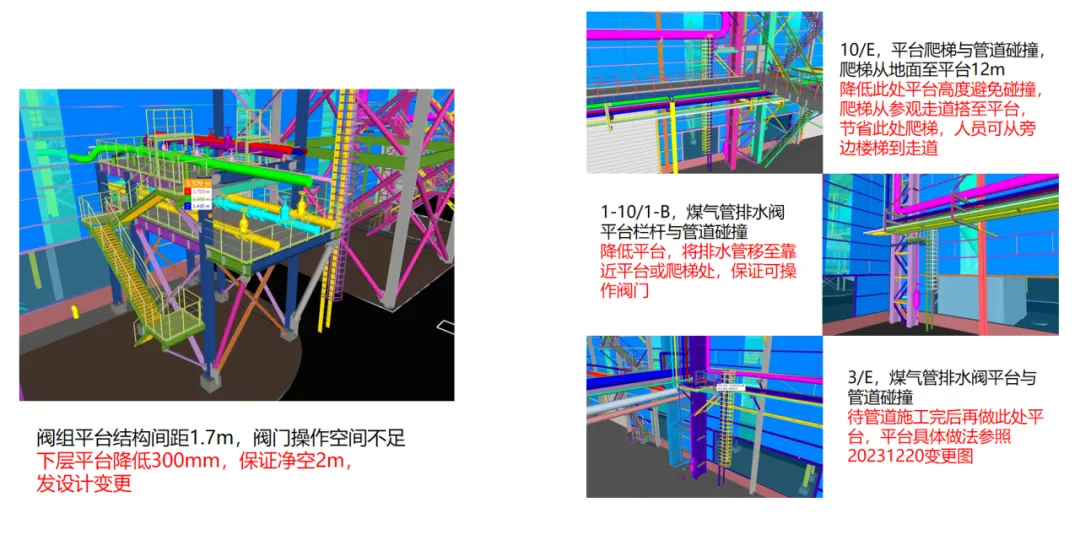 阀组平台结构间距1.7m，阀门操作空间不足
下层平台降低300mm，保证净空2m，
发设计变更
10/E，平台爬梯与管道碰撞，
爬梯从地面至平台12m
降低此处平台高度避免碰撞，
爬梯从参观走道搭至平台，
节省此处爬梯，人员可从旁
边楼梯到走道
1-10/1-B，煤气管排水阀
平台栏杆与管道碰撞
降低平台，将排水管移至靠
近平台或爬梯处，保证可操
作阀门
3/E，煤气管排水阀平台与
管道碰撞
待管道施工完后再做此处平
台，平台具体做法参照
20231220变更图